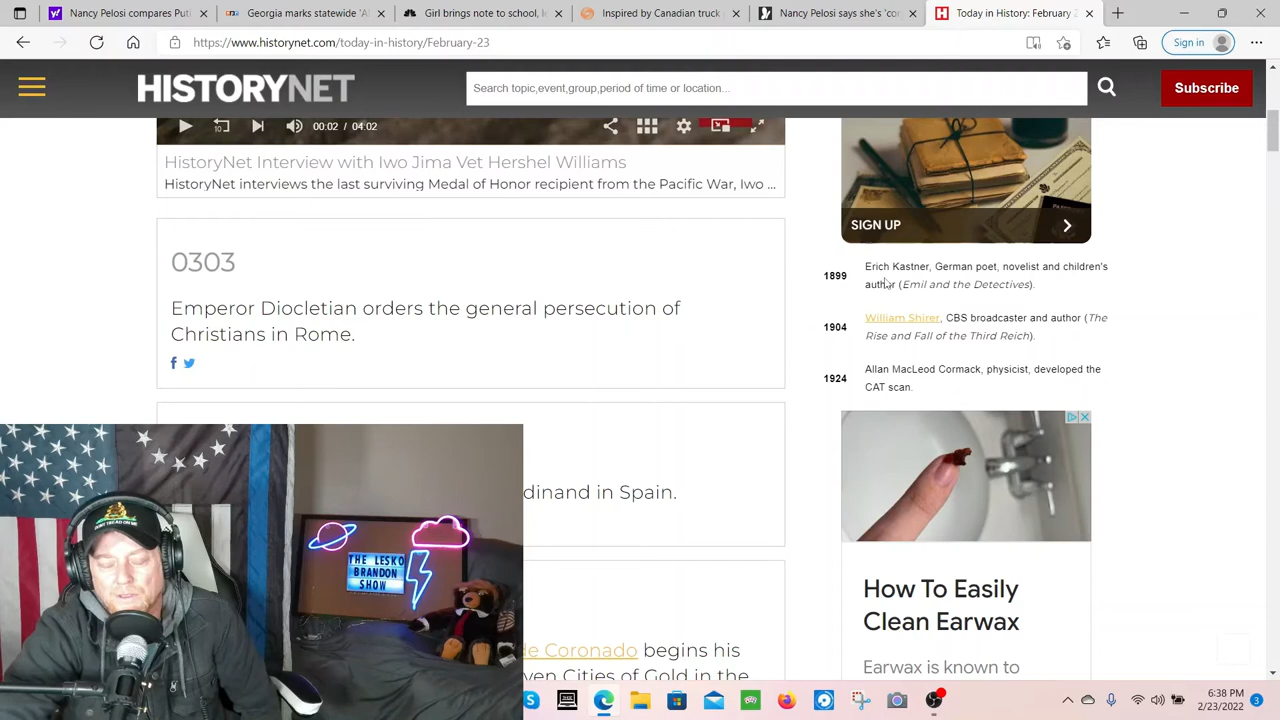 Nancy Pelosi compares Put
Georgia marks statewide 'A
Girl brings tree to school, h
Inspired by Canadian truck
Nancy Pelosi says she's 'g
Today in History: February 2
https://www.historynet.com/today-in-history/February-23
Sign in
HISTORYNET
Search topic,event,group,period of time or location...
Subscribe
10
00:02 / 04:02
HistoryNet Interview with Iwo Jima Vet Hershel Williams
HistoryNet interviews the last surviving Medal of Honor recipient from the Pacific War, Iwo ...
SIGN UP
0303
Emperor Diocletian orders the general persecution of
Christians in Rome.
1899
Erich Kastner, German poet, novelist and children's
author (Emil and the Detectives).
1904
William Shirer, CBS broadcaster and author (The
Rise and Fall of the Third Reich).
1924
Allan MacLeod Cormack, physicist, developed the
CAT scan.
dinand in Spain.
de Coronado begins his
ven Cities of Gold in the
DON'T TREAD ON ME
THE LESKO
BRANDON
SHOW
How To Easily
Clean Earwax
Earwax is known to
6:38 PM
2/23/2022
3